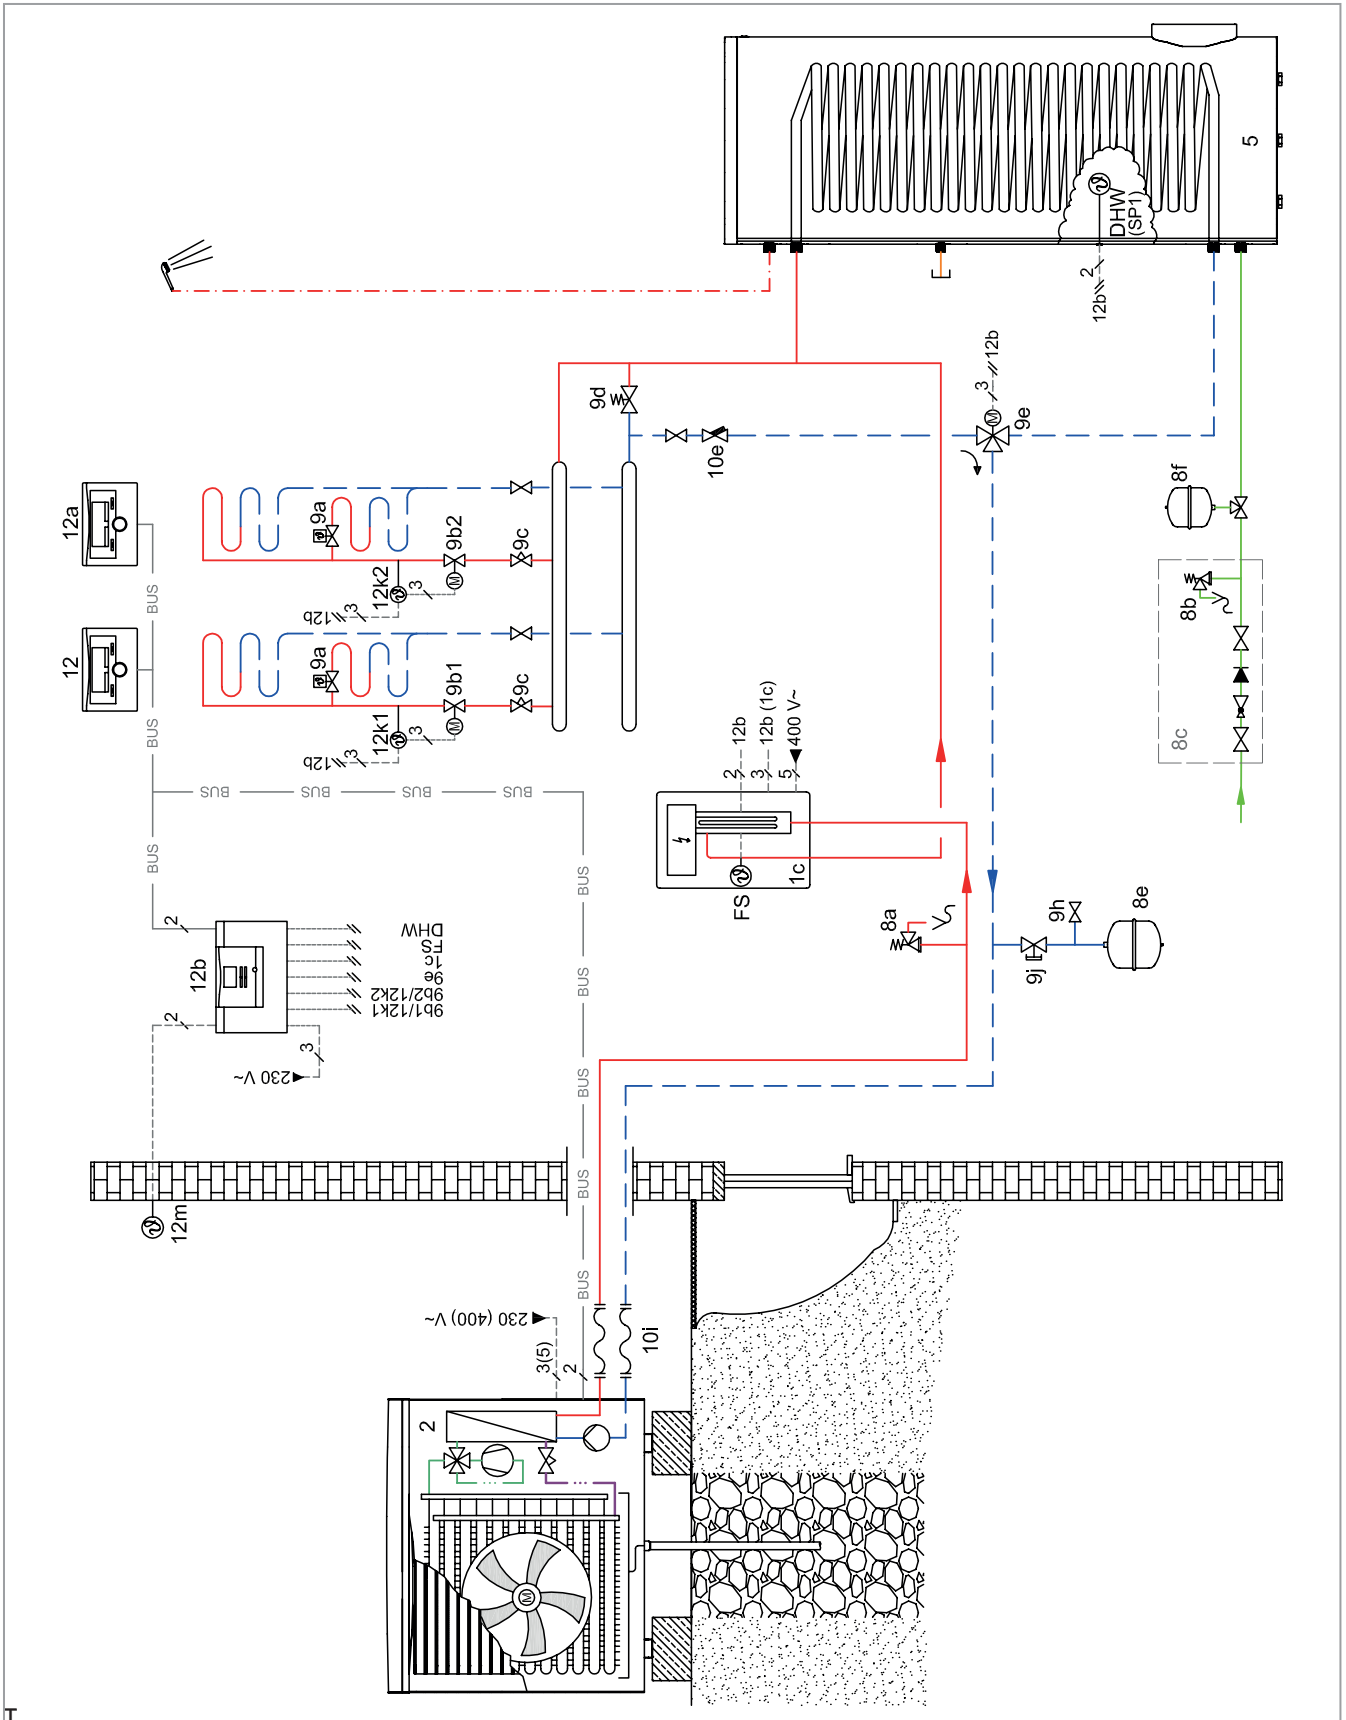 5
DHW
(SP1)
2
12b
12b
3
9e
9d
10e
8f
8b
8c
12a
12
BUS
BUS
BUS
BUS
BUS
BUS
BUS
9a
9b2
9c
12k2
3
3
12b
9a
9b1
9c
12k1
3
3
12b
M
M
M
12b
2
12b (1c)
3
400 V~
5
1c
FS
12b
2
2
DHW
FS
1c
9e
9b2/12k2
9b1/12k1
3
230 V~
8a
9h
9j
8e
BUS
BUS
BUS
BUS
BUS
12m
230 (400) V~
3(5)
2
10i
2
M
T